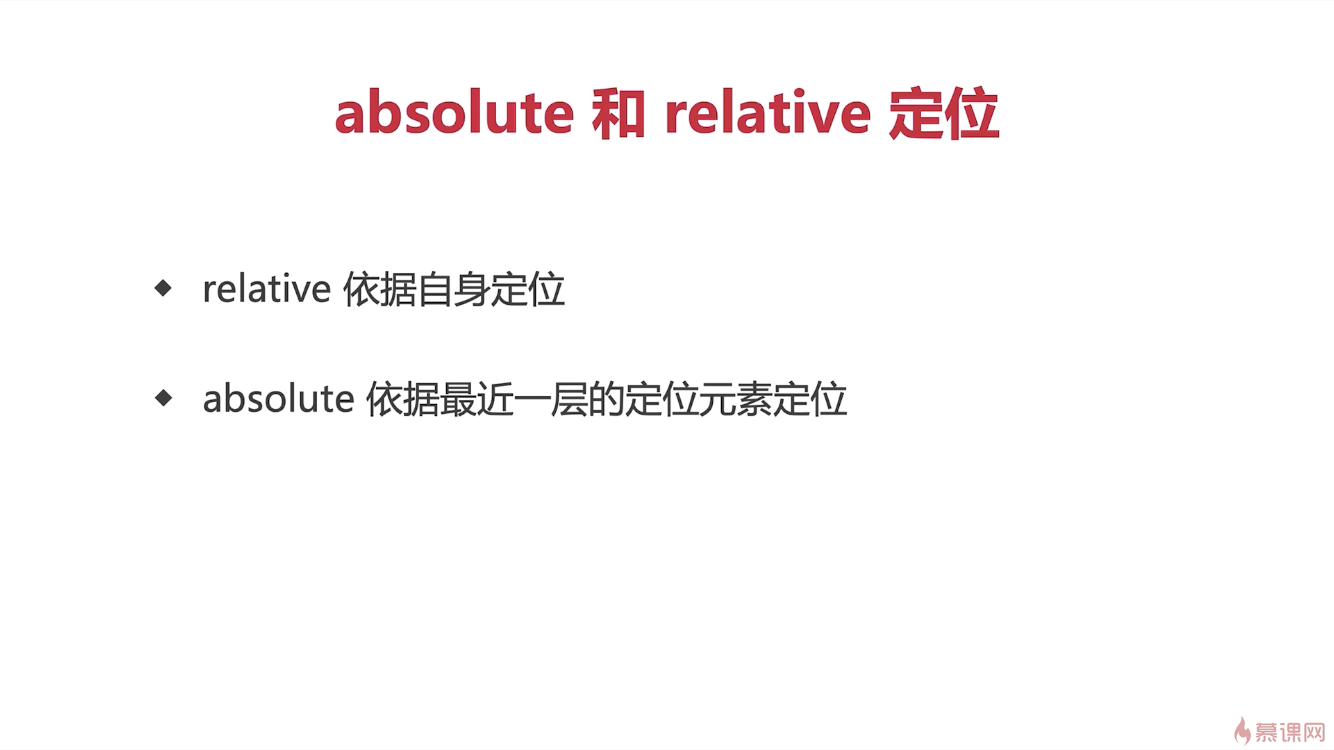 absolute 和 relative 定位
◆ relative 依据自身定位
◆ absolute 依据最近一层的定位元素定位
慕课网